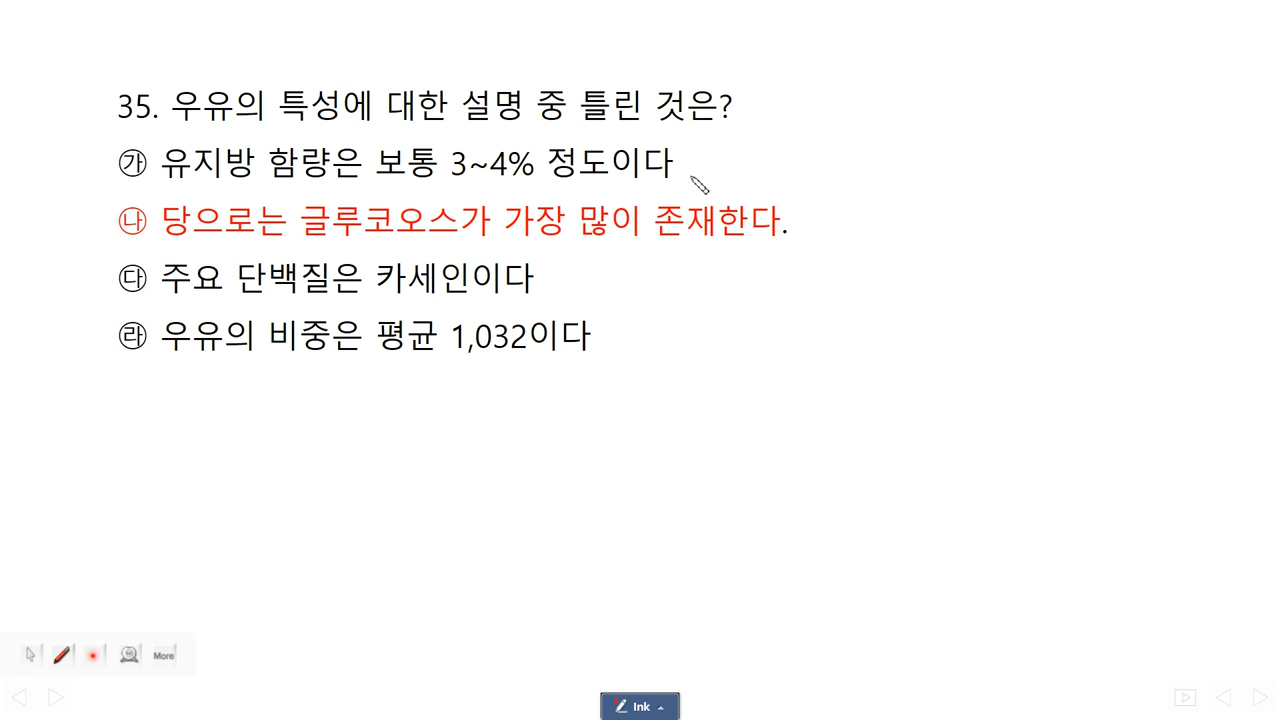 35. 우유의 특성에 대한 설명 중 틀린 것은?
㉮ 유지방 함량은 보통 3~4% 정도이다
㉯ 당으로는 글루코오스가 가장 많이 존재한다.
㉰ 주요 단백질은 카세인이다
㉱ 우유의 비중은 평균 1,032이다
More
Ink